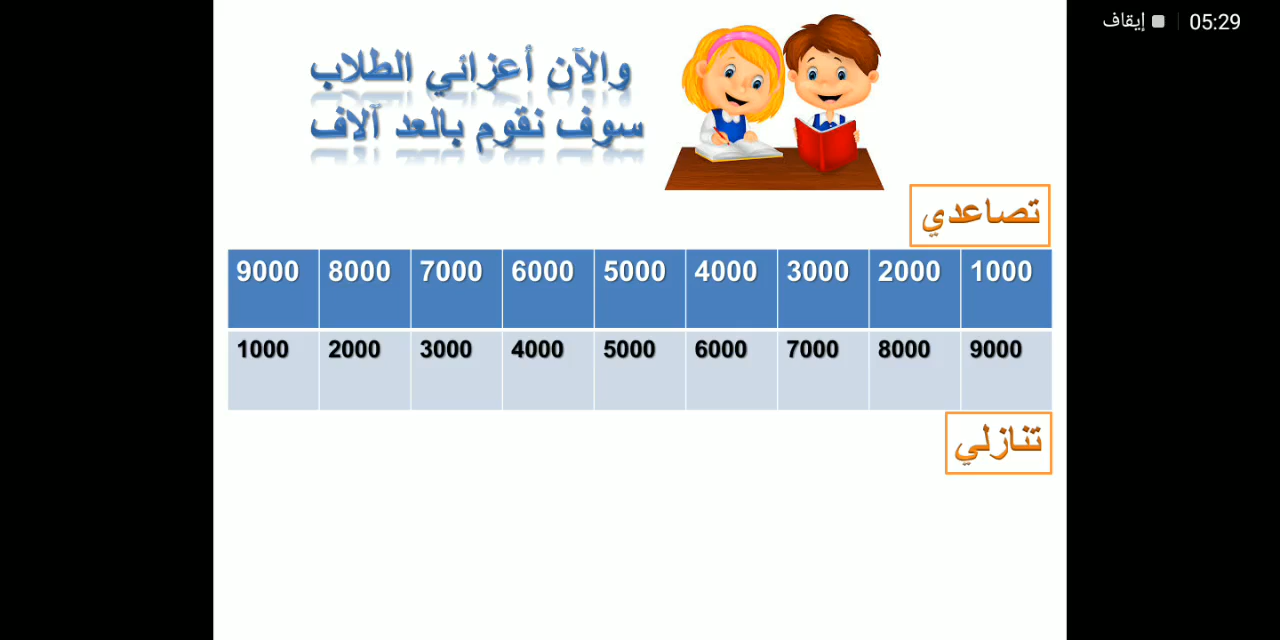 05:29 إيقاف
والآن أعزائي الطلاب
سوف نقوم بالعد آلاف
تصاعدي
1000 2000 3000 4000 5000 6000 7000 8000 9000
9000 8000 7000 6000 5000 4000 3000 2000 1000
تنازلي